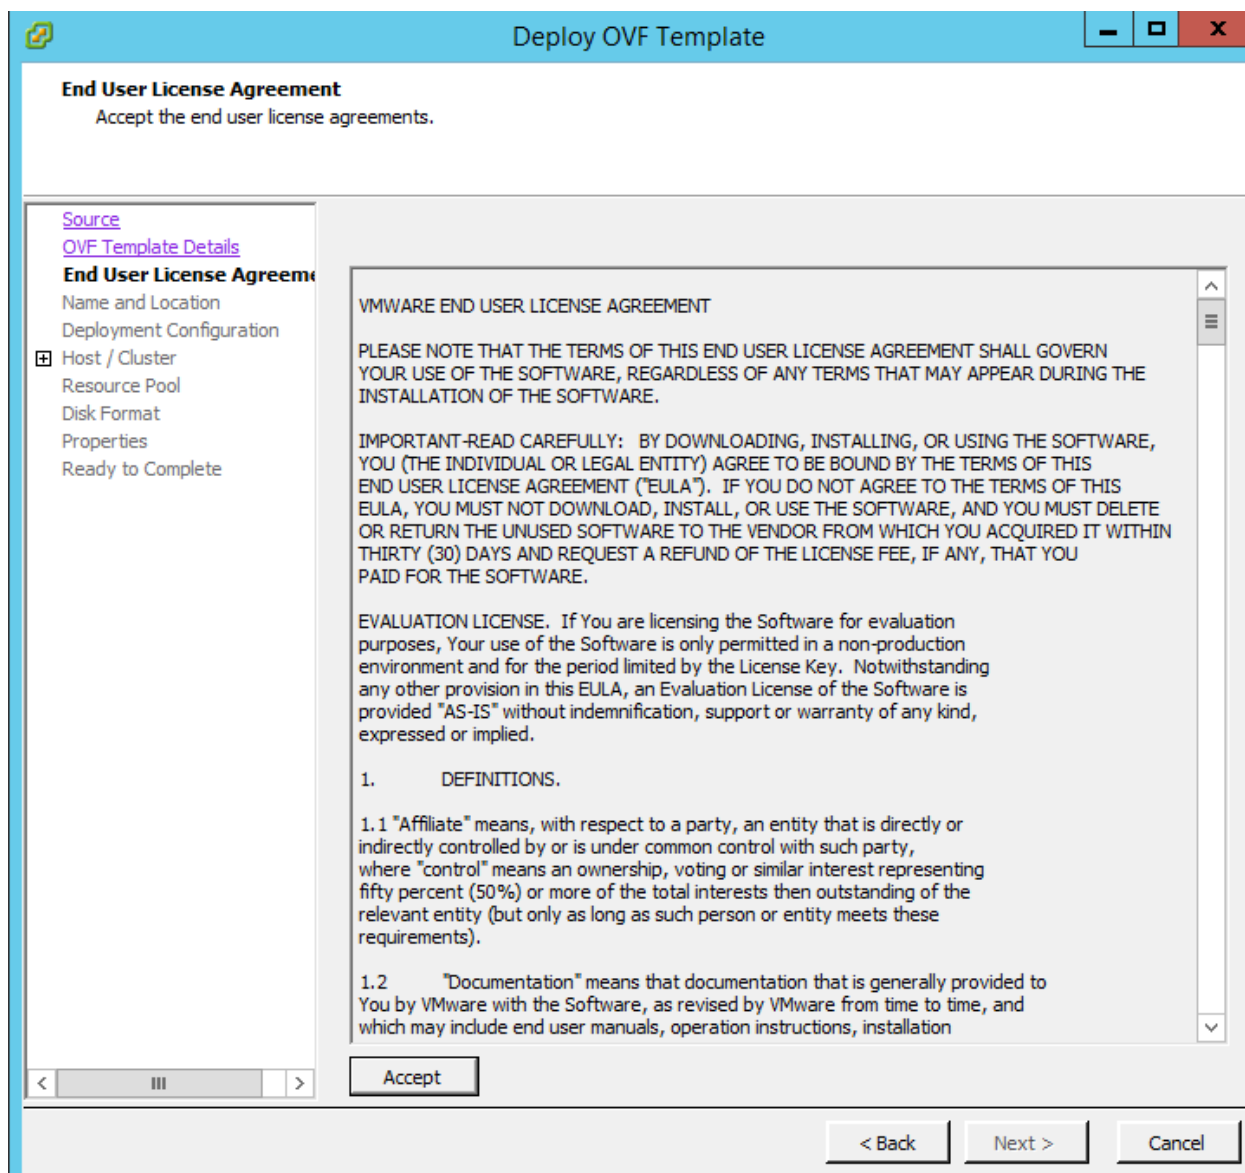 Deploy OVF Template
End User License Agreement
Accept the end user license agreements.
Source
OVF Template Details
End User License Agreeme
Name and Location
Deployment Configuration
Host / Cluster
Resource Pool
Disk Format
Properties
Ready to Complete
VMWARE END USER LICENSE AGREEMENT
PLEASE NOTE THAT THE TERMS OF THIS END USER LICENSE AGREEMENT SHALL GOVERN
YOUR USE OF THE SOFTWARE, REGARDLESS OF ANY TERMS THAT MAY APPEAR DURING THE
INSTALLATION OF THE SOFTWARE.
IMPORTANT-READ CAREFULLY:   BY DOWNLOADING, INSTALLING, OR USING THE SOFTWARE,
YOU (THE INDIVIDUAL OR LEGAL ENTITY) AGREE TO BE BOUND BY THE TERMS OF THIS
END USER LICENSE AGREEMENT ("EULA").  IF YOU DO NOT AGREE TO THE TERMS OF THIS
EULA, YOU MUST NOT DOWNLOAD, INSTALL, OR USE THE SOFTWARE, AND YOU MUST DELETE
OR RETURN THE UNUSED SOFTWARE TO THE VENDOR FROM WHICH YOU ACQUIRED IT WITHIN
THIRTY (30) DAYS AND REQUEST A REFUND OF THE LICENSE FEE, IF ANY, THAT YOU
PAID FOR THE SOFTWARE.
EVALUATION LICENSE.  If You are licensing the Software for evaluation
purposes, Your use of the Software is only permitted in a non-production
environment and for the period limited by the License Key.  Notwithstanding
any other provision in this EULA, an Evaluation License of the Software is
provided "AS-IS" without indemnification, support or warranty of any kind,
expressed or implied.
1.        DEFINITIONS.
1.1 "Affiliate" means, with respect to a party, an entity that is directly or
indirectly controlled by or is under common control with such party,
where "control" means an ownership, voting or similar interest representing
fifty percent (50%) or more of the total interests then outstanding of the
relevant entity (but only as long as such person or entity meets these
requirements).
1.2        "Documentation" means that documentation that is generally provided to
You by VMware with the Software, as revised by VMware from time to time, and
which may include end user manuals, operation instructions, installation
Accept
< Back
Next >
Cancel